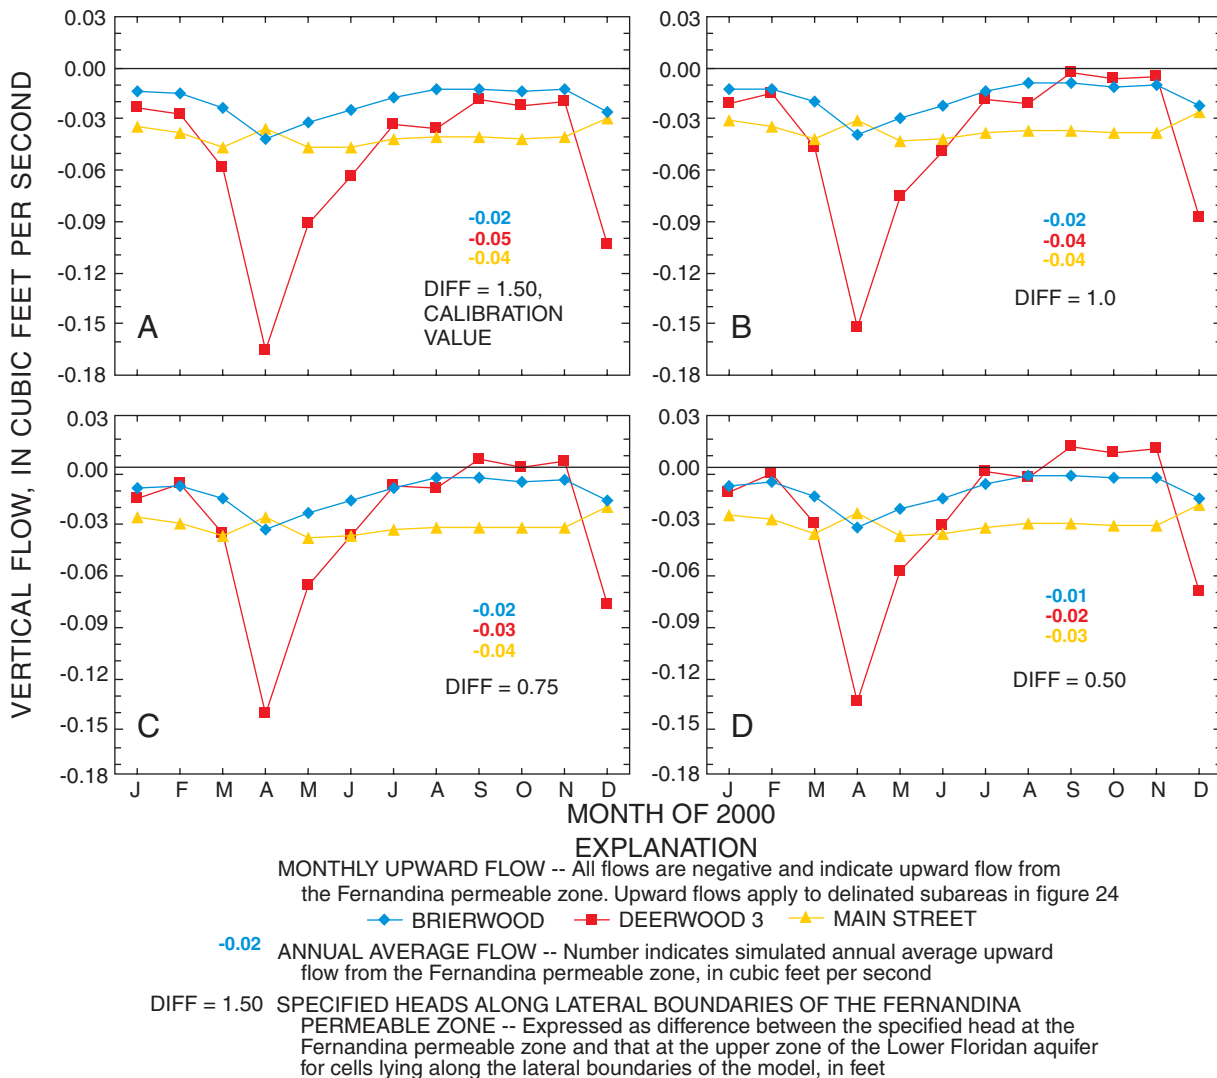 VERTICAL FLOW, IN CUBIC FEET PER SECOND
0.03
0.00
-0.03
-0.06
-0.09
-0.12
-0.15
-0.18
-0.02
-0.05
-0.04
DIFF = 1.50,
CALIBRATION
VALUE
A
0.03
0.00
-0.03
-0.06
-0.09
-0.12
-0.15
-0.18
-0.02
-0.04
-0.04
DIFF = 1.0
B
0.03
0.00
-0.03
-0.06
-0.09
-0.12
-0.15
-0.18
-0.02
-0.03
-0.04
DIFF = 0.75
C
J F M A M J J A S O N D
0.03
0.00
-0.03
-0.06
-0.09
-0.12
-0.15
-0.18
-0.01
-0.02
-0.03
DIFF = 0.50
D
J F M A M J J A S O N D
MONTH OF 2000
EXPLANATION
MONTHLY UPWARD FLOW -- All flows are negative and indicate upward flow from
the Fernandina permeable zone. Upward flows apply to delinated subareas in figure 24
BRIERWOOD DEERWOOD 3 MAIN STREET
-0.02 ANNUAL AVERAGE FLOW -- Number indicates simulated annual average upward
flow from the Fernandina permeable zone, in cubic feet per second
DIFF = 1.50 SPECIFIED HEADS ALONG LATERAL BOUNDARIES OF THE FERNANDINA
PERMEABLE ZONE -- Expressed as difference between the specified head at the
Fernandina permeable zone and that at the upper zone of the Lower Floridan aquifer
for cells lying along the lateral boundaries of the model, in feet